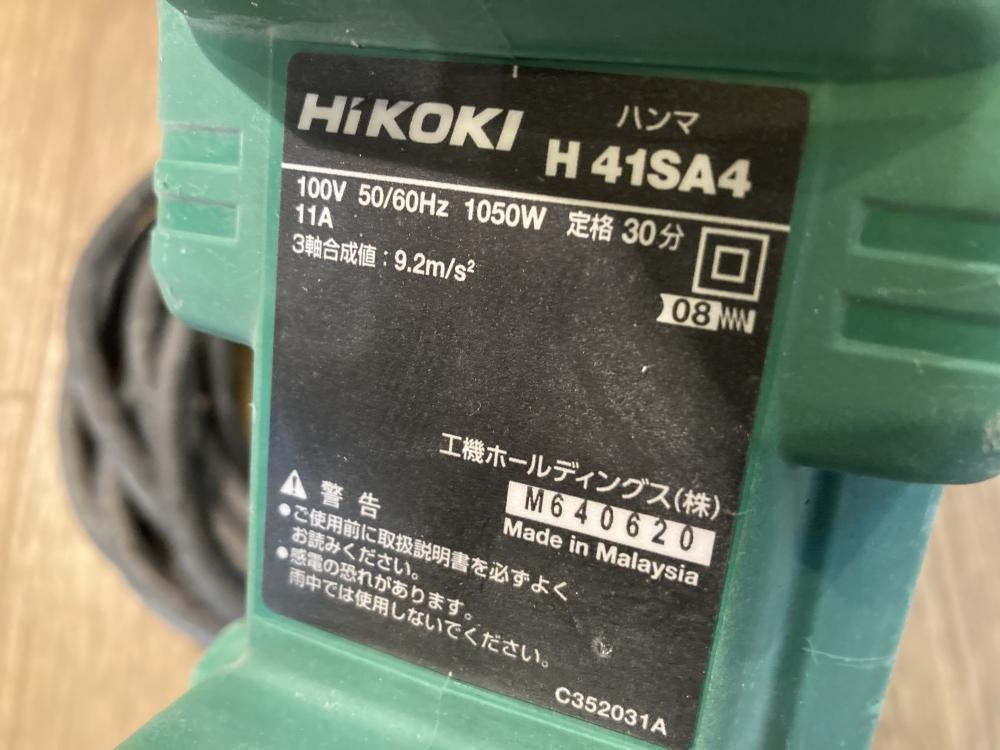 HiKOKI
ハンマ
H 41SA4
100V 50/60Hz 1050W 定格 30分
11A
3軸合成値 : 9.2m/s²
08
工機ホールディングス(株)
M640620
Made in Malaysia
警告
●ご使用前に取扱説明書を必ずよく
お読みください。
●感電の恐れがあります。
雨中では使用しないでください。
C352031A